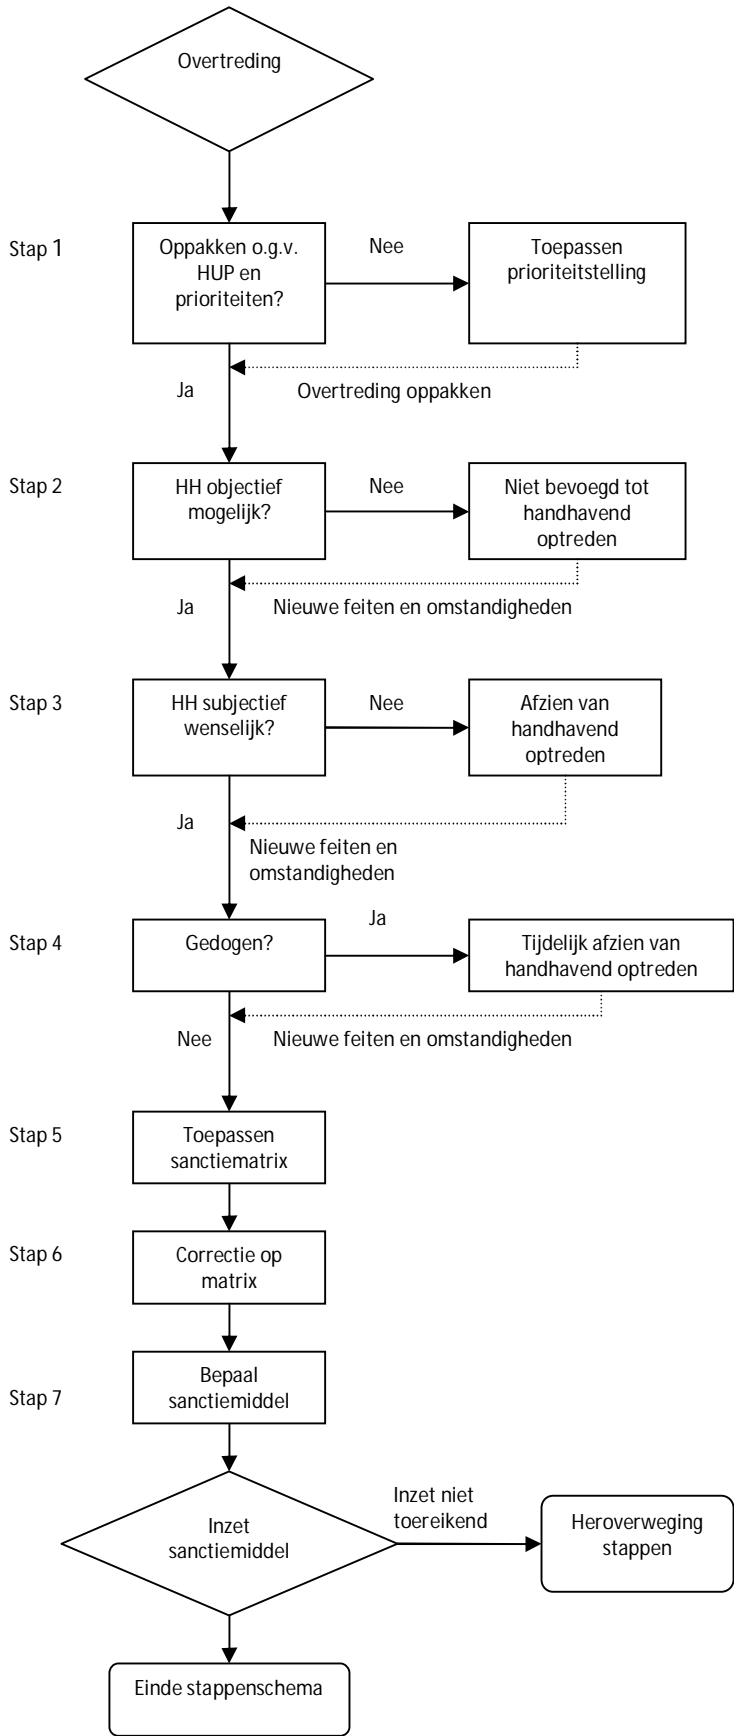 Overtreding
Stap 1
Oppakken o.g.v.
HUP en
prioriteiten?
Nee
Toepassen
prioriteitstelling
Ja
Overtreding oppakken
Stap 2
HH objectief
mogelijk?
Nee
Niet bevoegd tot
handhavend
optreden
Ja
Nieuwe feiten en omstandigheden
Stap 3
HH subjectief
wenselijk?
Nee
Afzien van
handhavend
optreden
Ja
Nieuwe feiten en
omstandigheden
Stap 4
Gedogen?
Ja
Tijdelijk afzien van
handhavend optreden
Nee
Nieuwe feiten en omstandigheden
Stap 5
Toepassen
sanctiematrix
Stap 6
Correctie op
matrix
Stap 7
Bepaal
sanctiemiddel
Inzet
sanctiemiddel
Inzet niet
toereikend
Heroverweging
stappen
Einde stappenschema